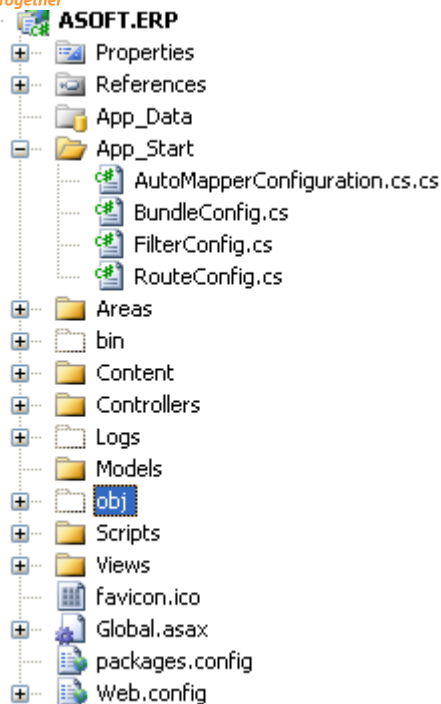 Together
ASOFT.ERP
Properties
References
App_Data
App_Start
AutoMapperConfiguration.cs.cs
BundleConfig.cs
FilterConfig.cs
RouteConfig.cs
Areas
bin
Content
Controllers
Logs
Models
obj
Scripts
Views
favicon.ico
Global.asax
packages.config
Web.config